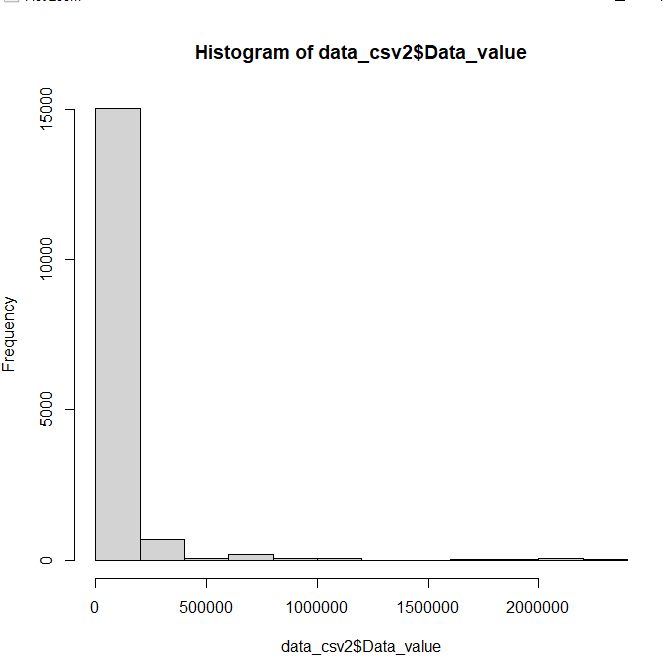 Histogram of data_csv2$Data_value
15000
10000
5000
0
Frequency
0 500000 1000000 1500000 2000000
data_csv2$Data_value